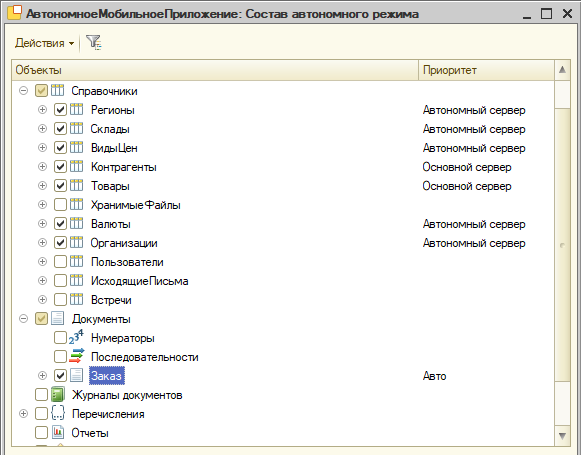 АвтономноеМобильноеПриложение: Состав автономного режима
Действия
Объекты Приоритет
Справочники
Регионы Автономный сервер
Склады Автономный сервер
ВидыЦен Автономный сервер
Контрагенты Основной сервер
Товары Основной сервер
ХранимыеФайлы
Валюты Автономный сервер
Организации Автономный сервер
Пользователи
ИсходящиеПисьма
Встречи
Документы
Нумераторы
Последовательности
Заказ Авто
Журналы документов
Перечисления
Отчеты